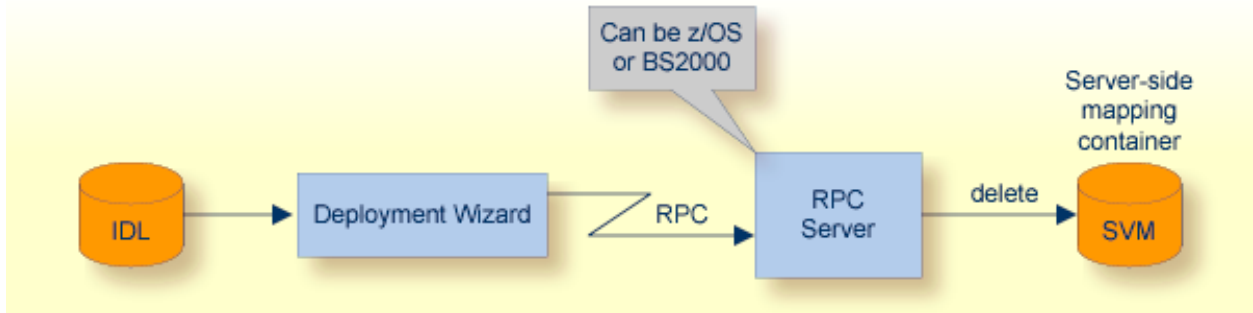 Can be z/OS
or BS2000
Server-side
mapping
container
IDL
Deployment Wizard
RPC
RPC
Server
delete
SVM